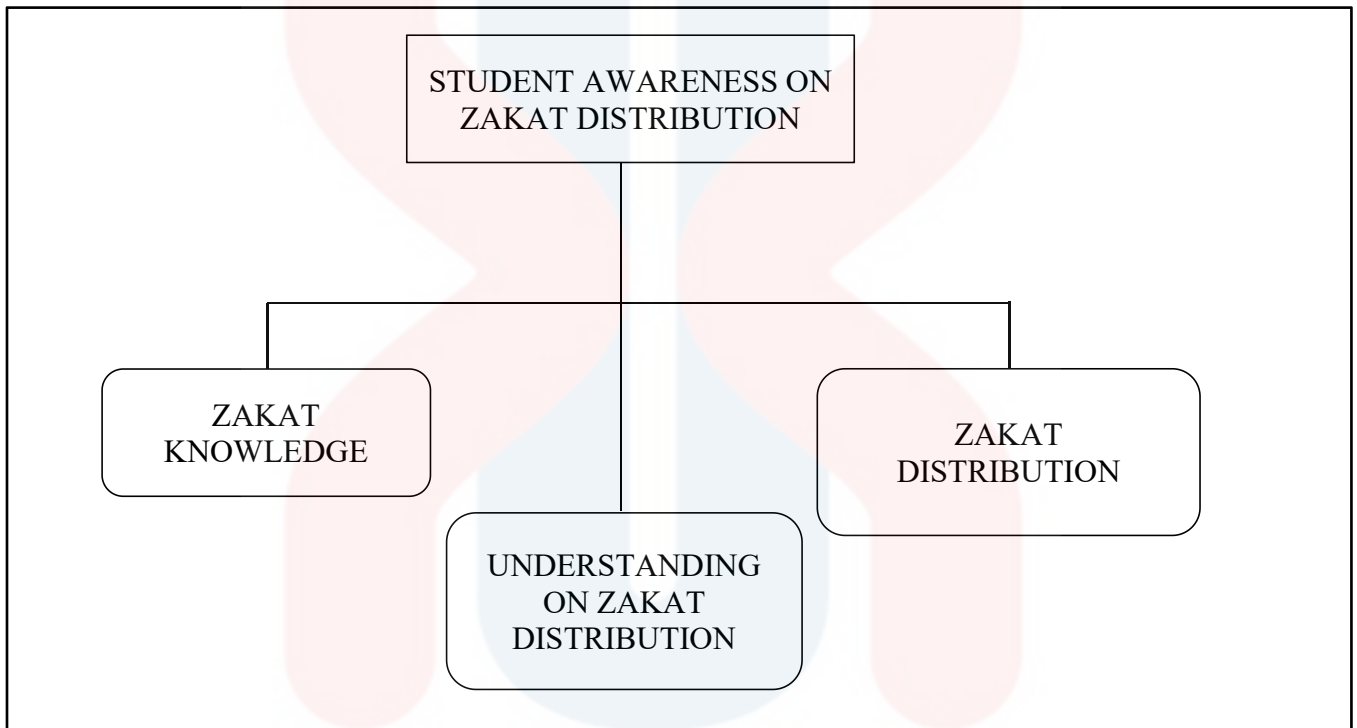 STUDENT AWARENESS ON
ZAKAT DISTRIBUTION
ZAKAT
KNOWLEDGE
UNDERSTANDING
ON ZAKAT
DISTRIBUTION
ZAKAT
DISTRIBUTION